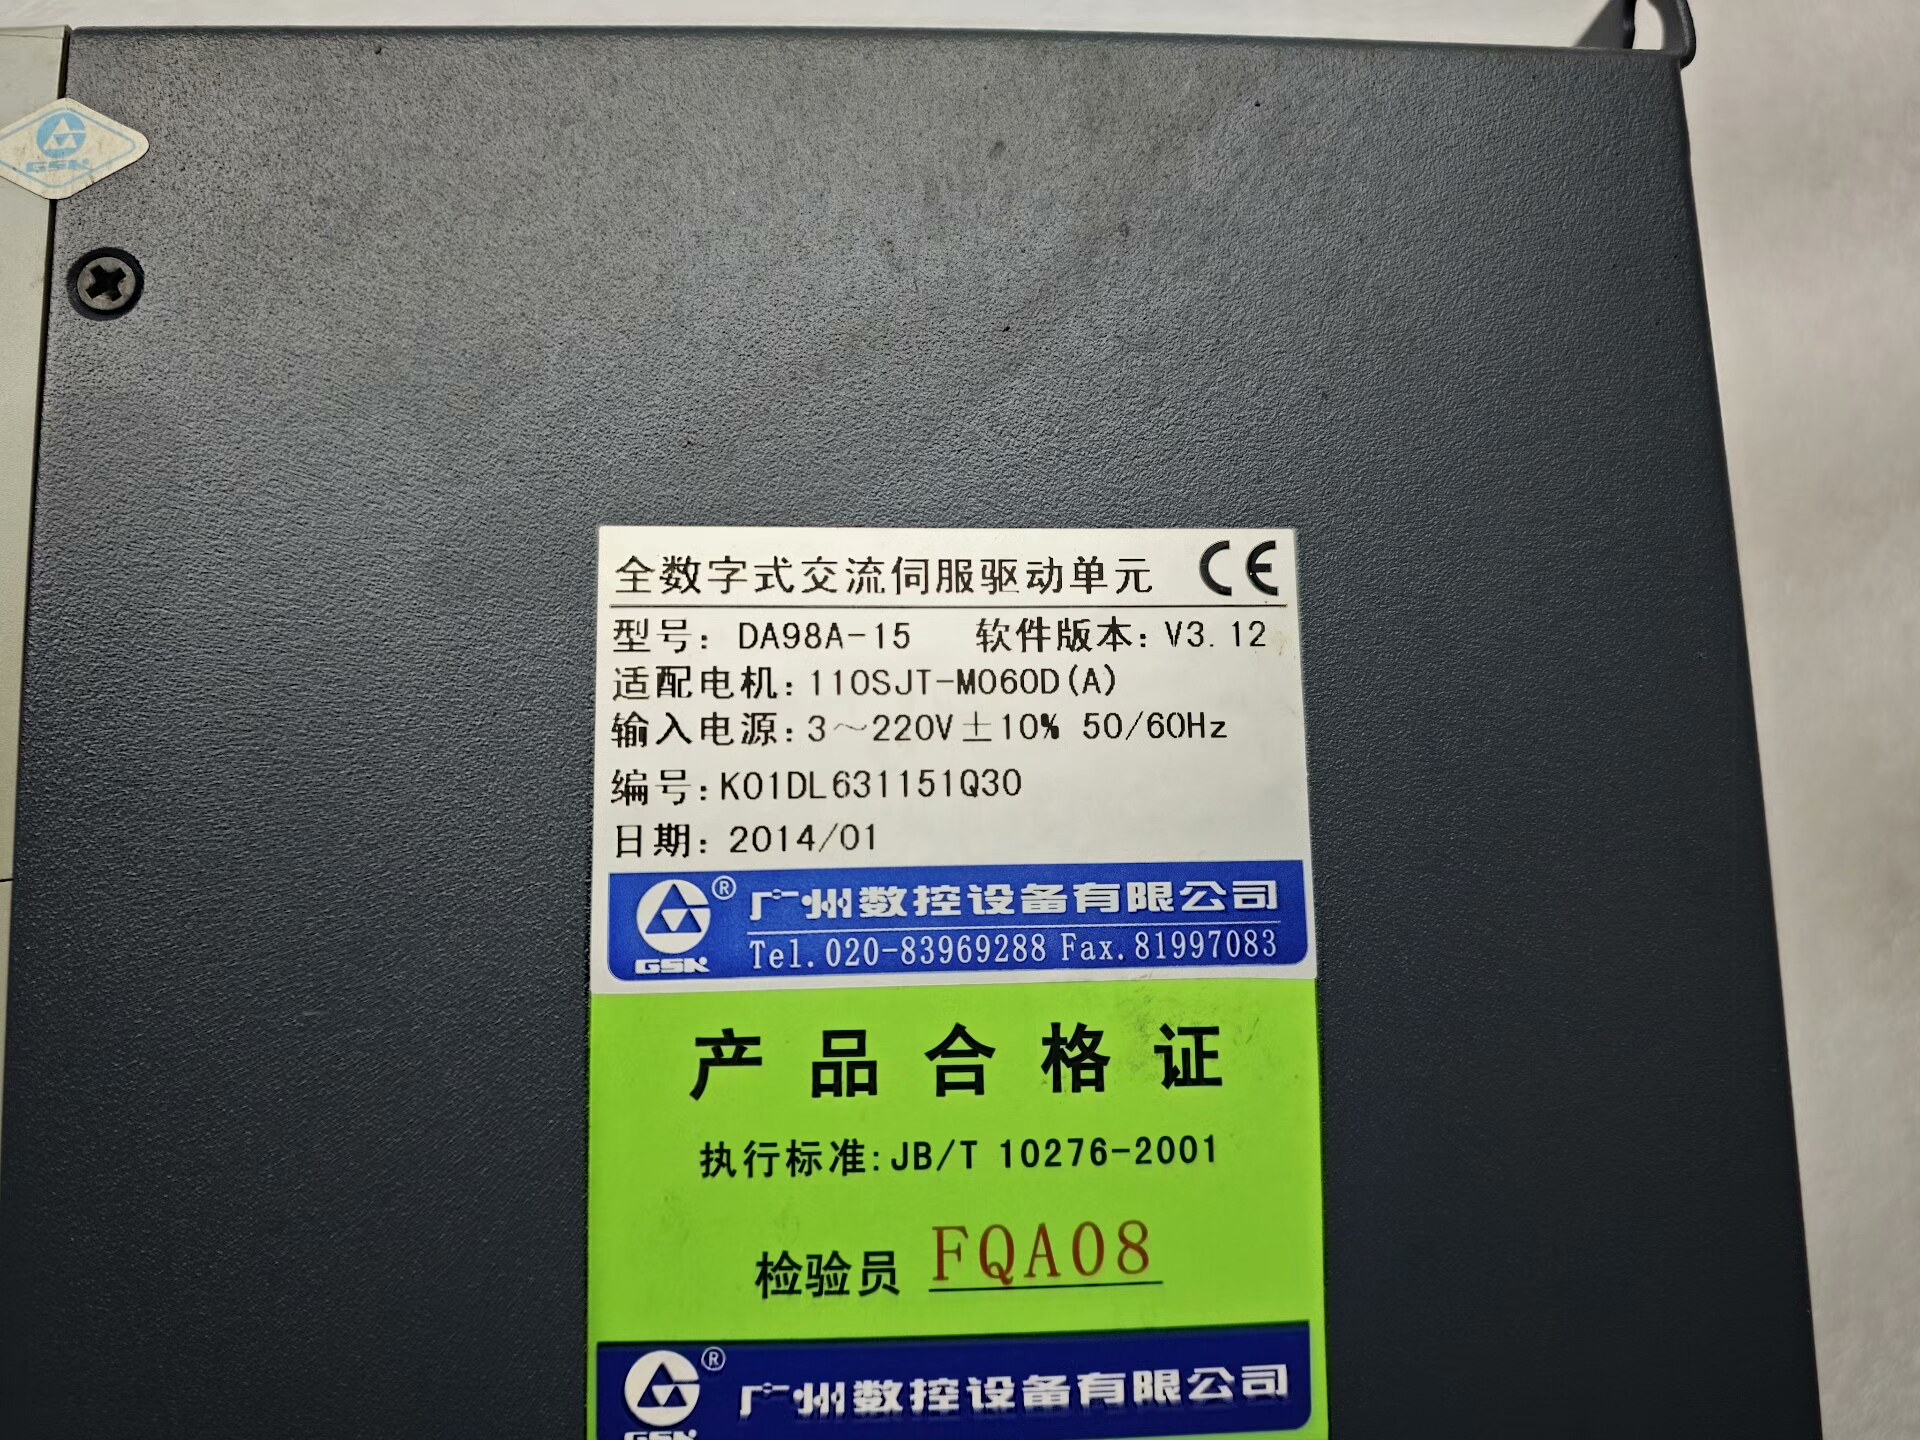 GSK
全数字式交流伺服驱动单元 CE
型号: DA98A-15 软件版本: V3.12
适配电机: 110SJT-M060D(A)
输入电源: 3～220V±10% 50/60Hz
编号: K01DL631151Q30
日期: 2014/01
® 广州数控设备有限公司
GSK Tel.020-83969288 Fax.81997083
产品合格证
执行标准: JB/T 10276-2001
检验员 FQA08
® 广州数控设备有限公司
GSK